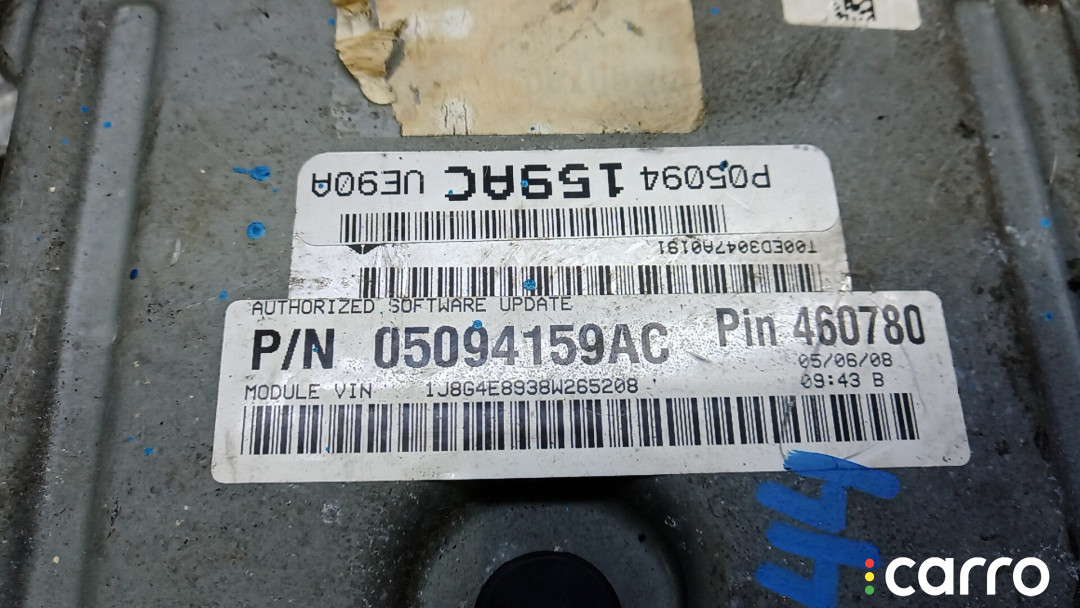 P05094 159AC UE90A
T00ED3047A0191
AUTHORIZED SOFTWARE UPDATE
P/N 05094159AC Pin 460780
05/06/08
MODULE VIN 1J8G4E8938W265208
09:43 B
44
carro